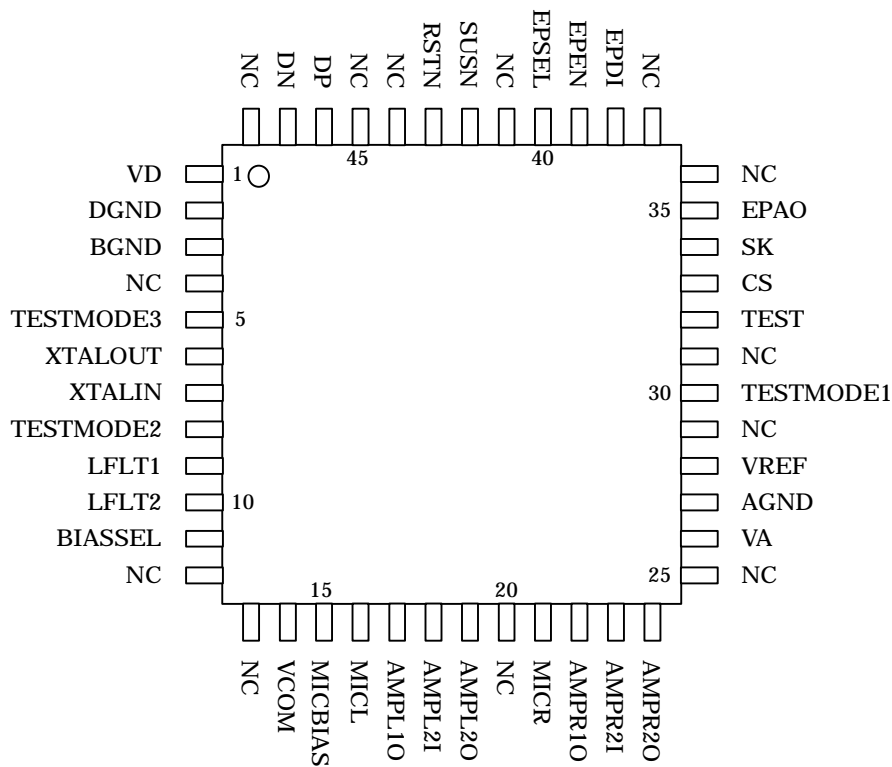 NC
DN
DP
NC
NC
RSTN
SUSN
NC
EPSEL
EPEN
EPDI
NC
45
40
VD
1
NC
DGND
35
EPAO
BGND
SK
NC
CS
TESTMODE3
5
TEST
XTALOUT
NC
XTALIN
30
TESTMODE1
TESTMODE2
NC
LFLT1
VREF
LFLT2
10
AGND
BIASSEL
VA
NC
25
NC
15
20
NC
VCOM
MICBIAS
MICL
AMPL1O
AMPL2I
AMPL2O
NC
MICR
AMPR1O
AMPR2I
AMPR2O